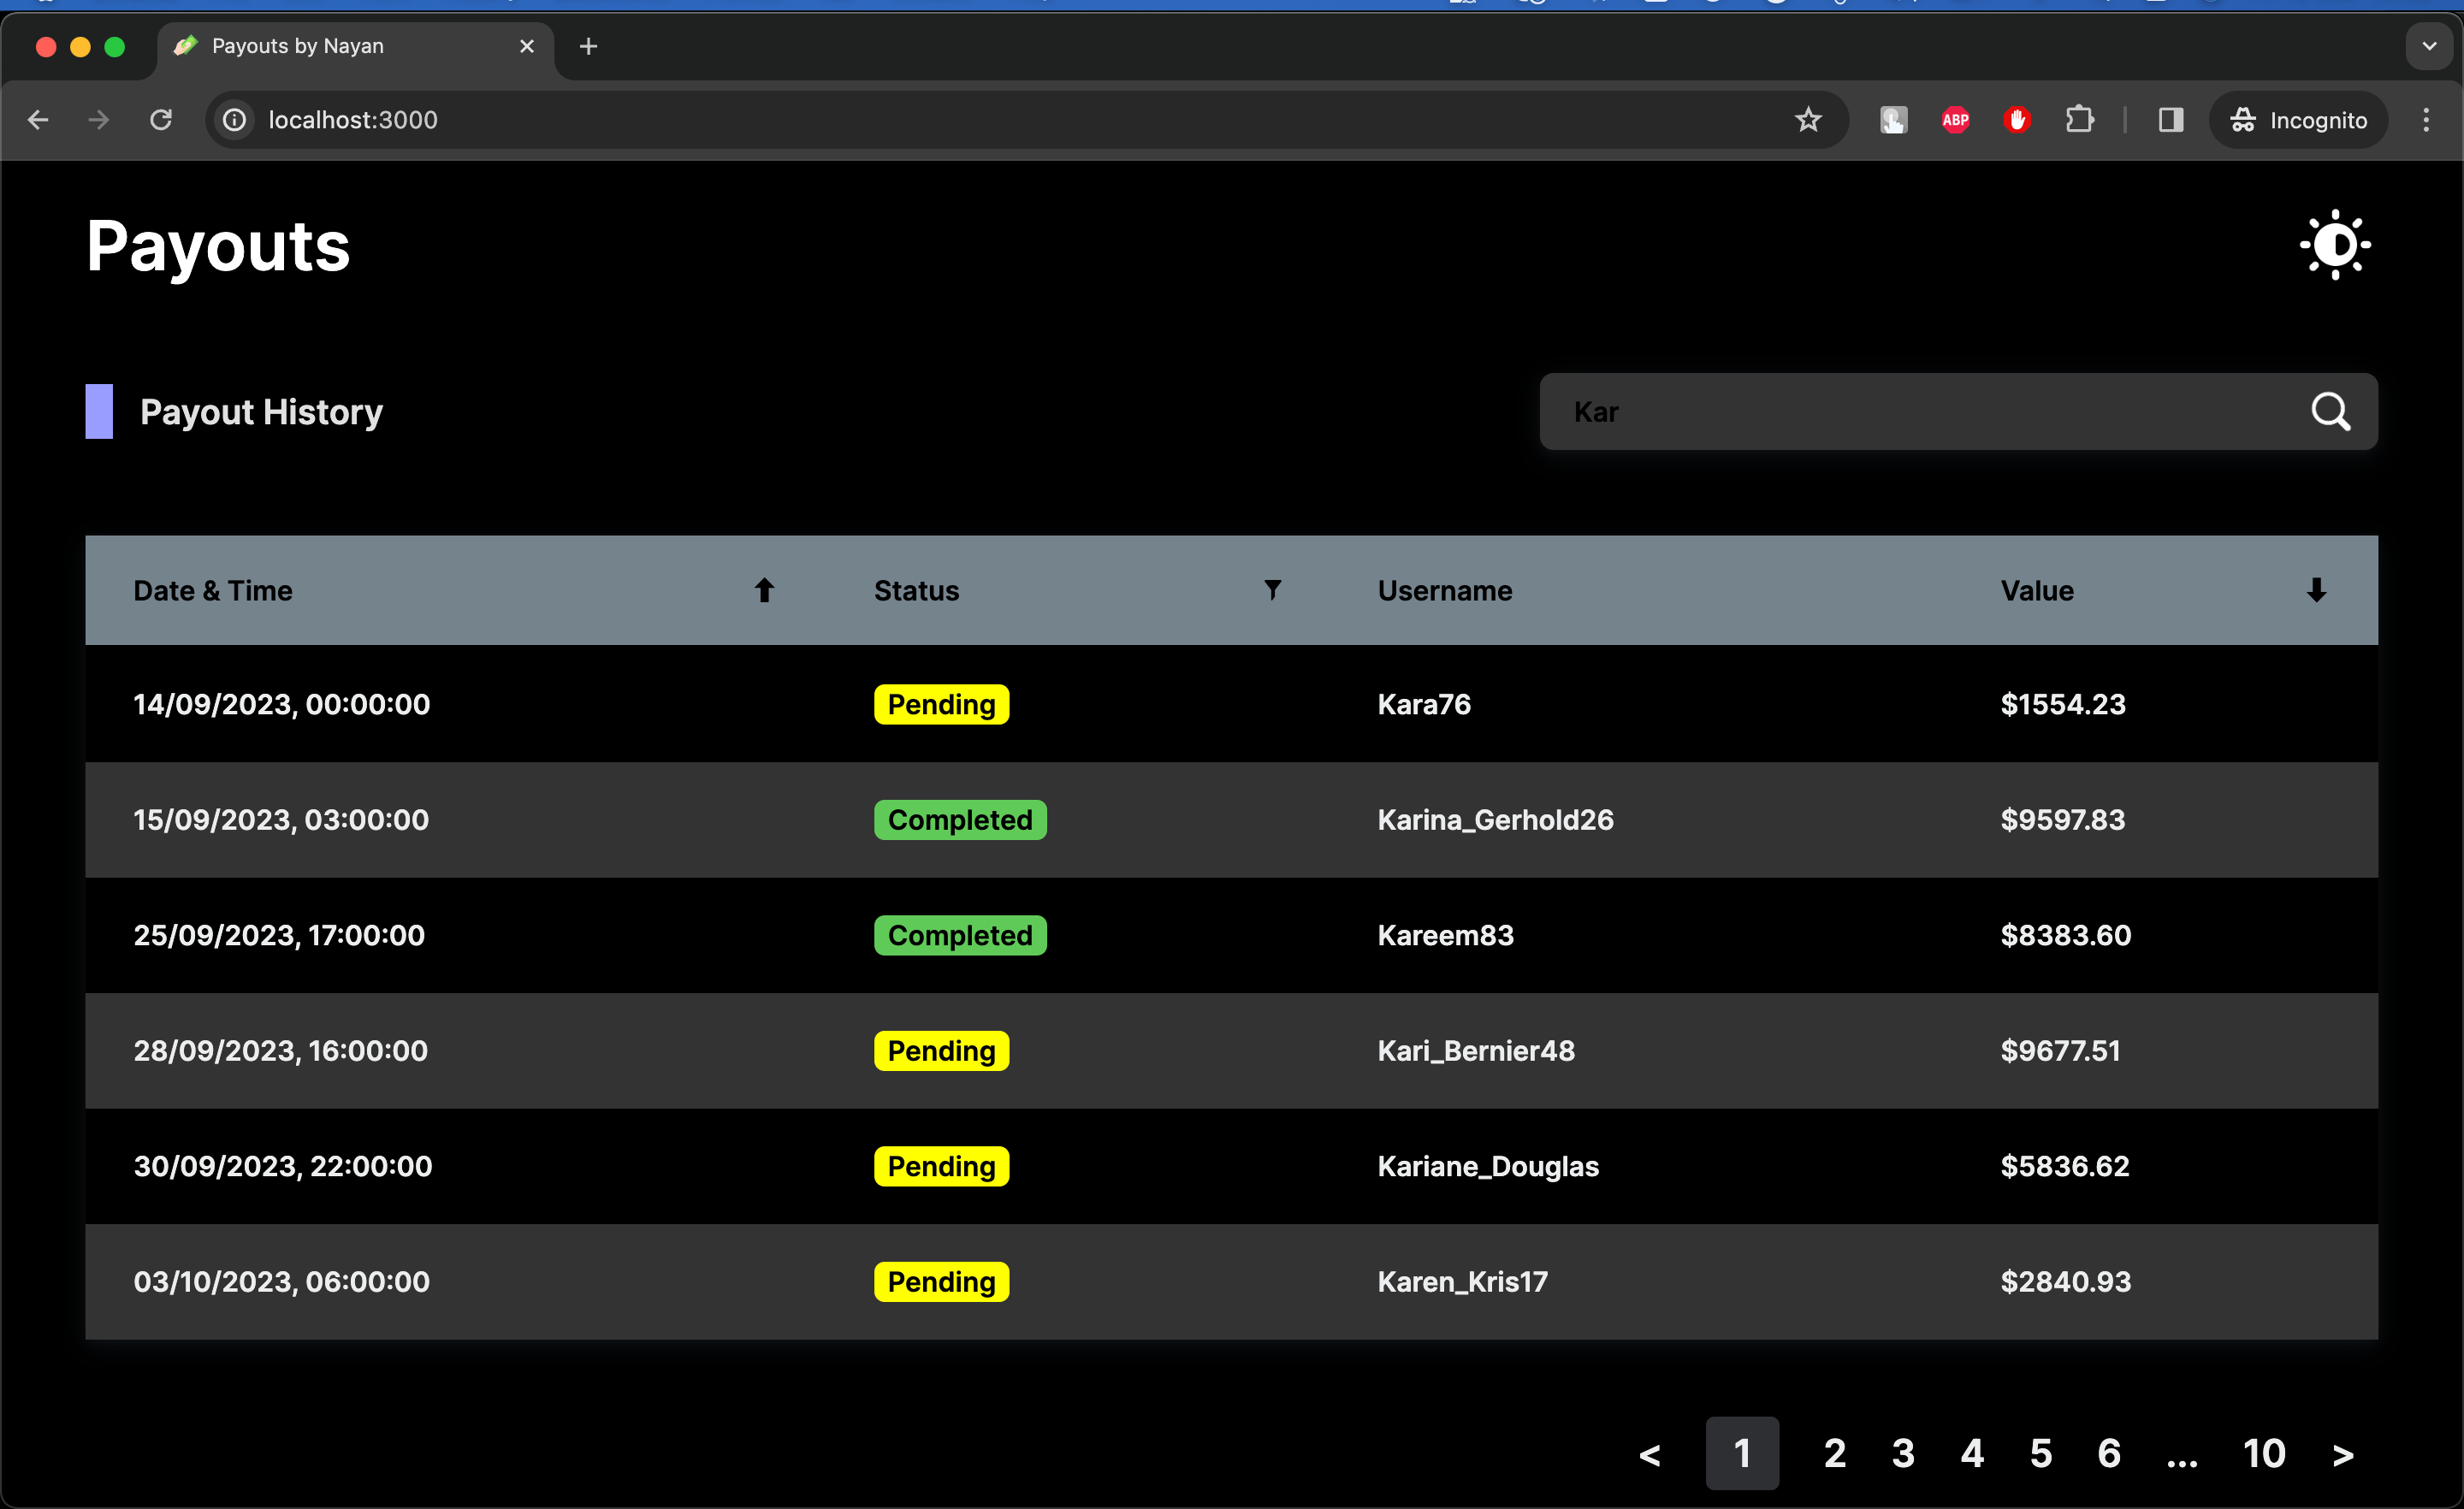 Payouts by Nayan
localhost:3000
ABP
Incognito
Payouts
Payout History
Kar
Date & Time Status Username Value
14/09/2023, 00:00:00 Pending Kara76 $1554.23
15/09/2023, 03:00:00 Completed Karina_Gerhold26 $9597.83
25/09/2023, 17:00:00 Completed Kareem83 $8383.60
28/09/2023, 16:00:00 Pending Kari_Bernier48 $9677.51
30/09/2023, 22:00:00 Pending Kariane_Douglas $5836.62
03/10/2023, 06:00:00 Pending Karen_Kris17 $2840.93
< 1 2 3 4 5 6 ... 10 >